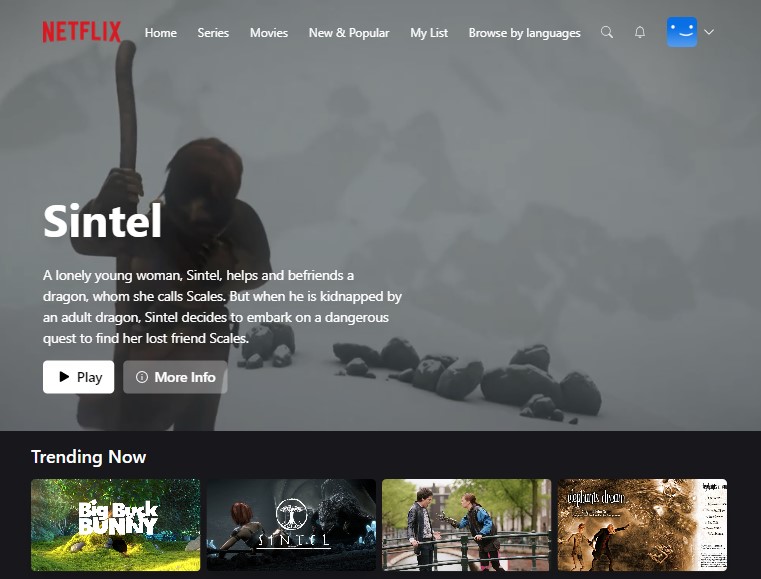 NETFLIX Home Series Movies New & Popular My List Browse by languages
Sintel
A lonely young woman, Sintel, helps and befriends a
dragon, whom she calls Scales. But when he is kidnapped by
an adult dragon, Sintel decides to embark on a dangerous
quest to find her lost friend Scales.
Play More Info
Trending Now
Big Buck
BUNNY
SINTEL
elephants dream